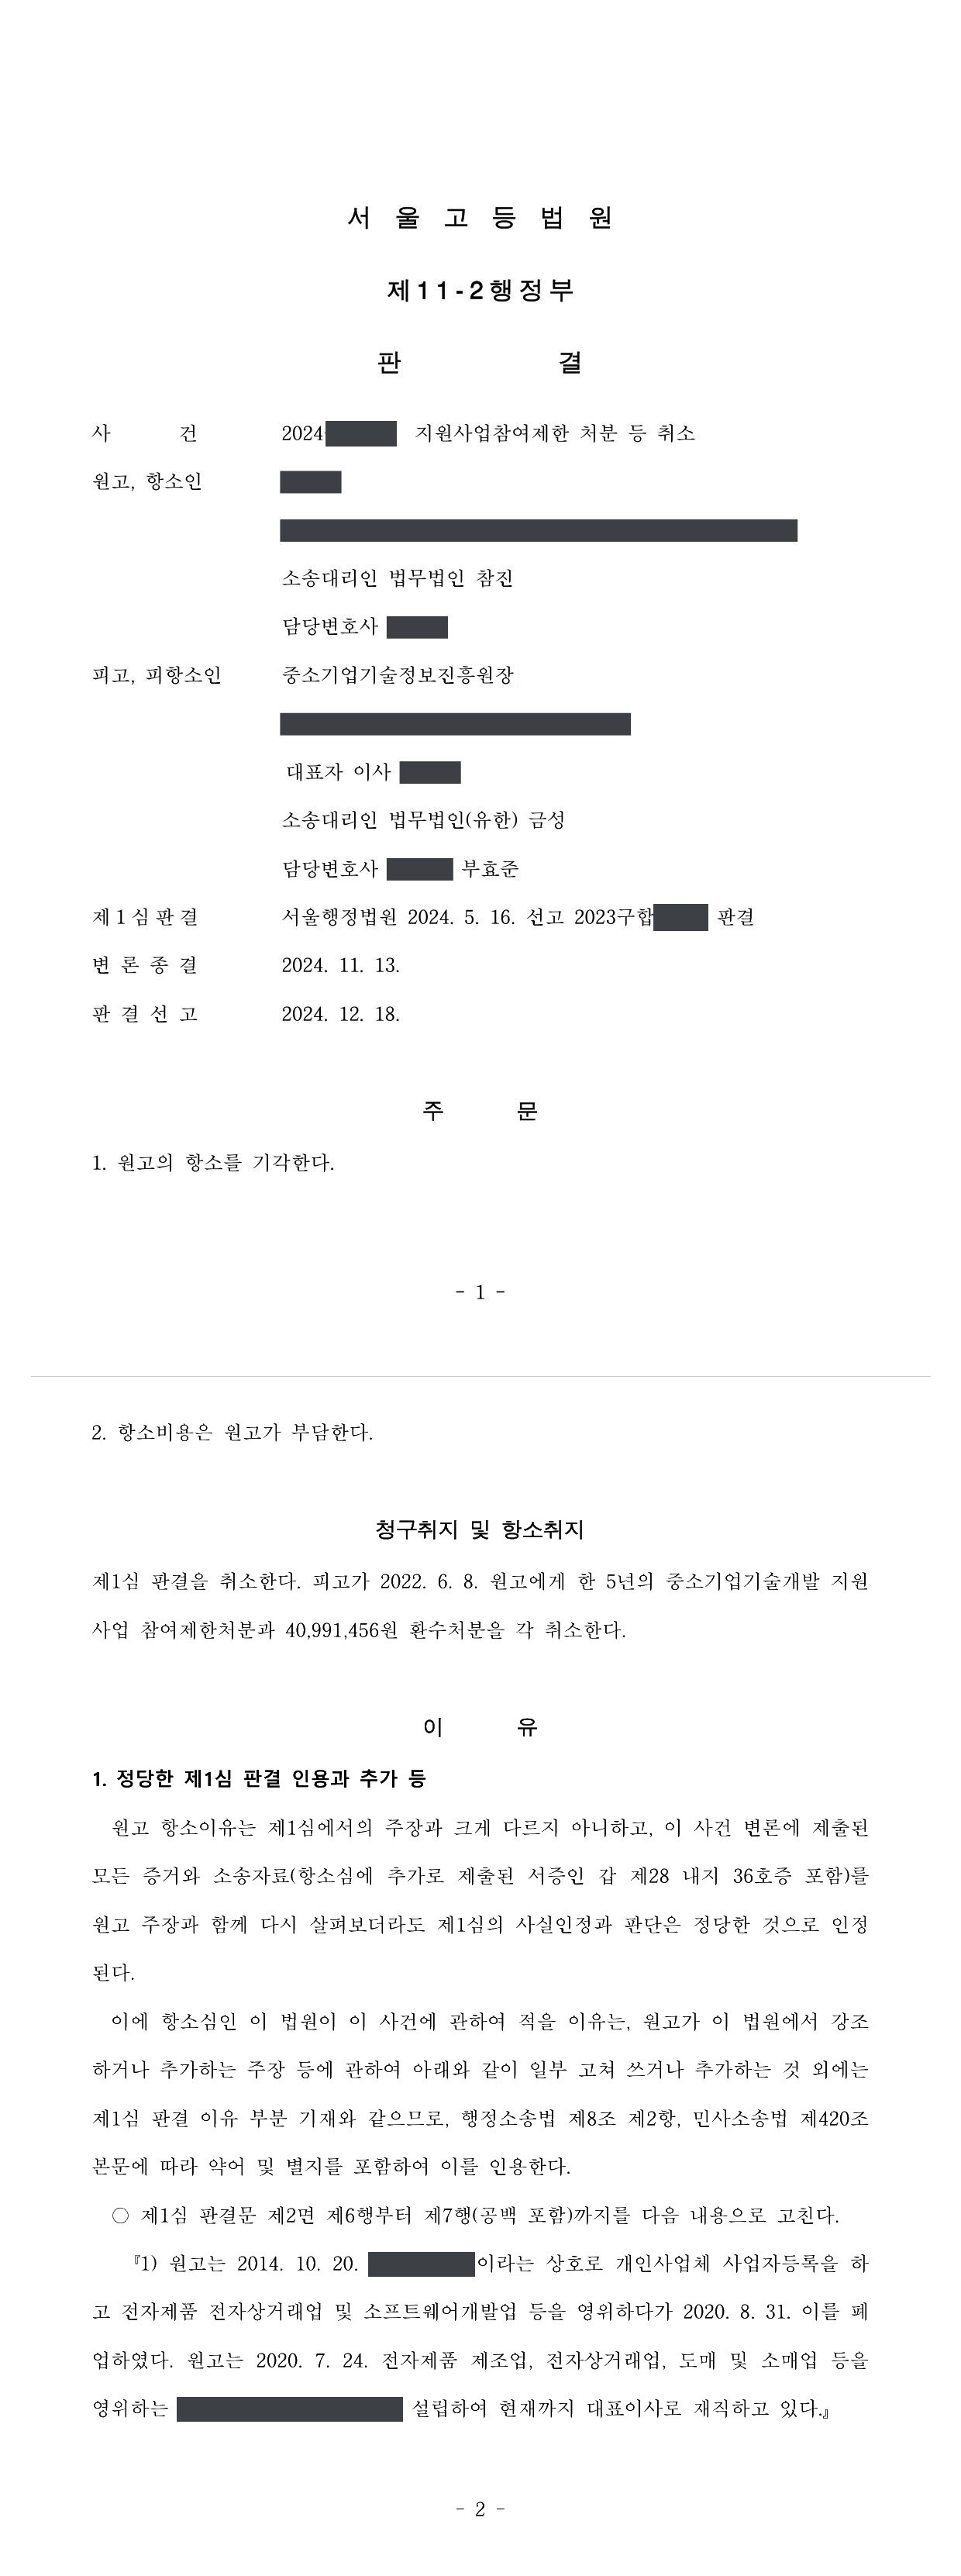 서 울 고 등 법 원
제11-2행정부
판 결
사 건 2024 지원사업참여제한 처분 등 취소
원고, 항소인
소송대리인 법무법인 참진
담당변호사
피고, 피항소인 중소기업기술정보진흥원장
대표자 이사
소송대리인 법무법인(유한) 금성
담당변호사 부효준
제1심판결 서울행정법원 2024. 5. 16. 선고 2023구합 판결
변론종결 2024. 11. 13.
판결선고 2024. 12. 18.
주 문
1. 원고의 항소를 기각한다.
- 1 -
2. 항소비용은 원고가 부담한다.
청구취지 및 항소취지
제1심 판결을 취소한다. 피고가 2022. 6. 8. 원고에게 한 5년의 중소기업기술개발 지원
사업 참여제한처분과 40,991,456원 환수처분을 각 취소한다.
이 유
1. 정당한 제1심 판결 인용과 추가 등
원고 항소이유는 제1심에서의 주장과 크게 다르지 아니하고, 이 사건 변론에 제출된
모든 증거와 소송자료(항소심에 추가로 제출된 서증인 갑 제28 내지 36호증 포함)를
원고 주장과 함께 다시 살펴보더라도 제1심의 사실인정과 판단은 정당한 것으로 인정
된다.
이에 항소심인 이 법원이 이 사건에 관하여 적을 이유는, 원고가 이 법원에서 강조
하거나 추가하는 주장 등에 관하여 아래와 같이 일부 고쳐 쓰거나 추가하는 것 외에는
제1심 판결 이유 부분 기재와 같으므로, 행정소송법 제8조 제2항, 민사소송법 제420조
본문에 따라 약어 및 별지를 포함하여 이를 인용한다.
○ 제1심 판결문 제2면 제6행부터 제7행(공백 포함)까지를 다음 내용으로 고친다.
『1) 원고는 2014. 10. 20. 이라는 상호로 개인사업체 사업자등록을 하
고 전자제품 전자상거래업 및 소프트웨어개발업 등을 영위하다가 2020. 8. 31. 이를 폐
업하였다. 원고는 2020. 7. 24. 전자제품 제조업, 전자상거래업, 도매 및 소매업 등을
영위하는 설립하여 현재까지 대표이사로 재직하고 있다.』
- 2 -